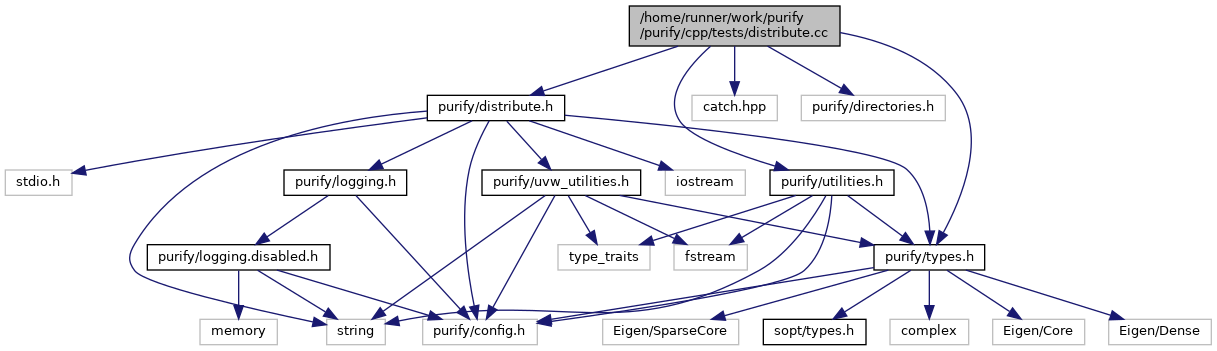 /home/runner/work/purify
/purify/cpp/tests/distribute.cc
purify/distribute.h
catch.hpp
purify/directories.h
stdio.h
purify/logging.h
purify/uvw_utilities.h
iostream
purify/utilities.h
purify/logging.disabled.h
type_traits
fstream
purify/types.h
memory
string
purify/config.h
Eigen/SparseCore
sopt/types.h
complex
Eigen/Core
Eigen/Dense